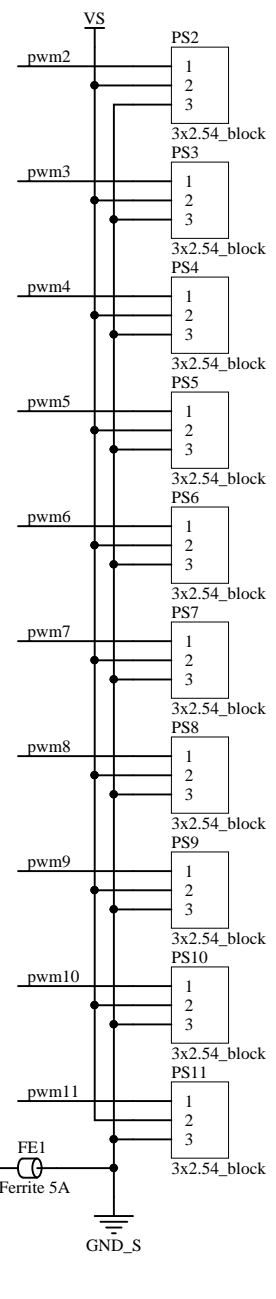 VS
PS2
pwm2
1
2
3
3x2.54_block
PS3
pwm3
1
2
3
3x2.54_block
PS4
pwm4
1
2
3
3x2.54_block
PS5
pwm5
1
2
3
3x2.54_block
PS6
pwm6
1
2
3
3x2.54_block
PS7
pwm7
1
2
3
3x2.54_block
PS8
pwm8
1
2
3
3x2.54_block
PS9
pwm9
1
2
3
3x2.54_block
PS10
pwm10
1
2
3
3x2.54_block
PS11
pwm11
1
2
3
3x2.54_block
FE1
Ferrite 5A
GND_S